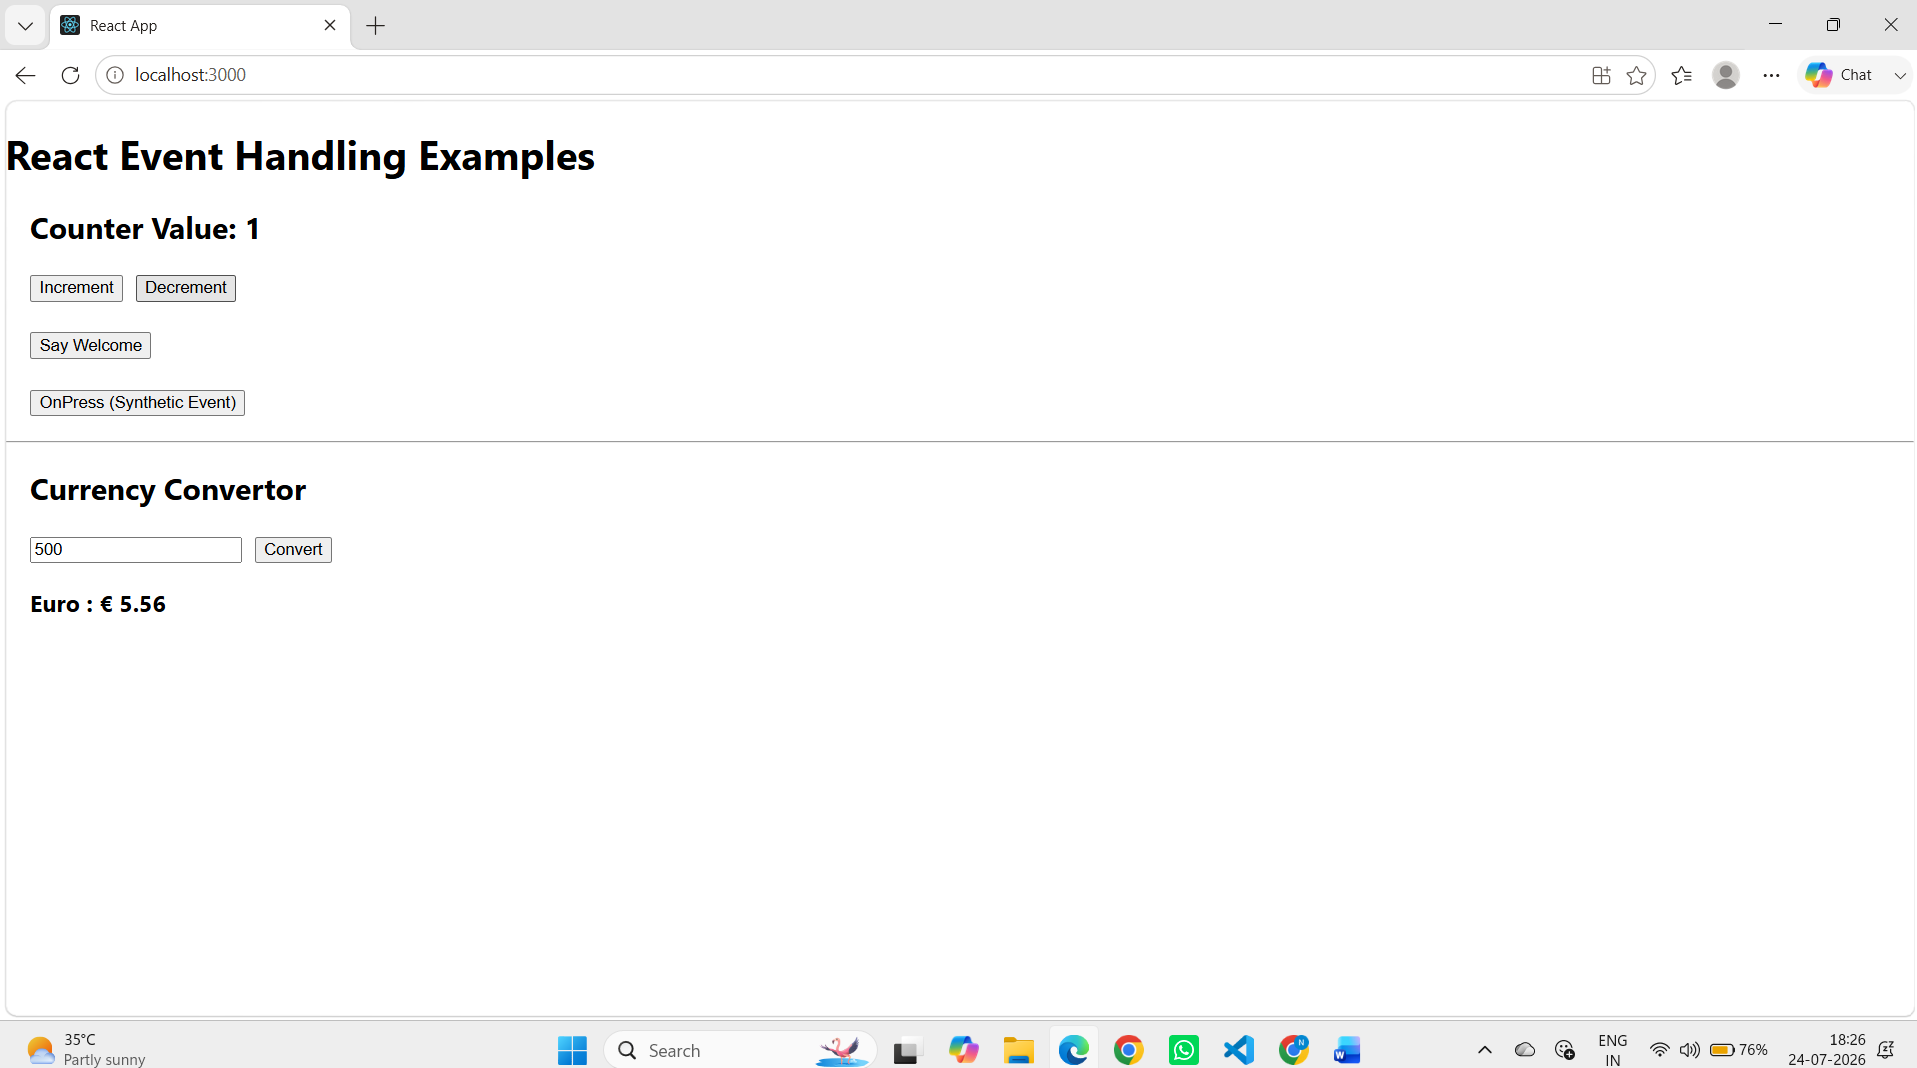 React App
localhost:3000
Chat
React Event Handling Examples
Counter Value: 1
Increment Decrement
Say Welcome
OnPress (Synthetic Event)
Currency Convertor
500 Convert
Euro : € 5.56
35°C
Partly sunny
Search
N
W
ENG
IN
76%
18:26
24-07-2026